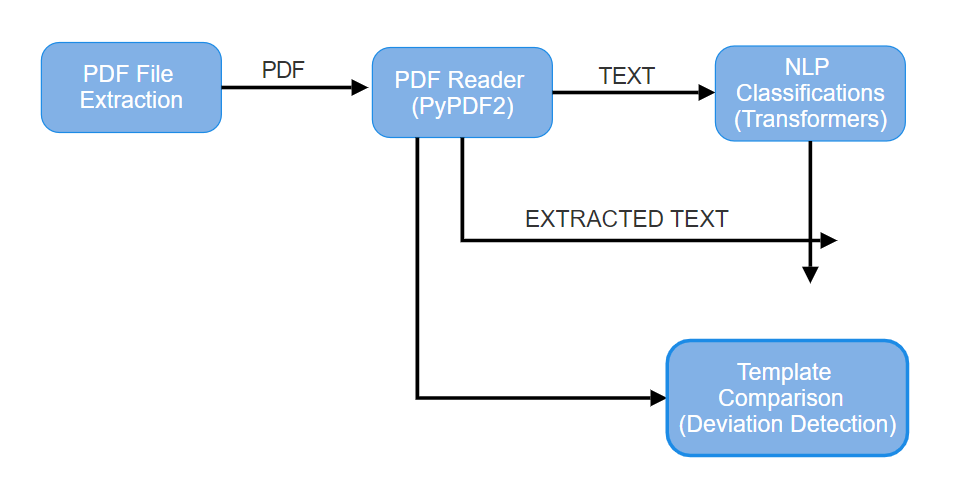 PDF File
Extraction
PDF
PDF Reader
(PyPDF2)
TEXT
NLP
Classifications
(Transformers)
EXTRACTED TEXT
Template
Comparison
(Deviation Detection)